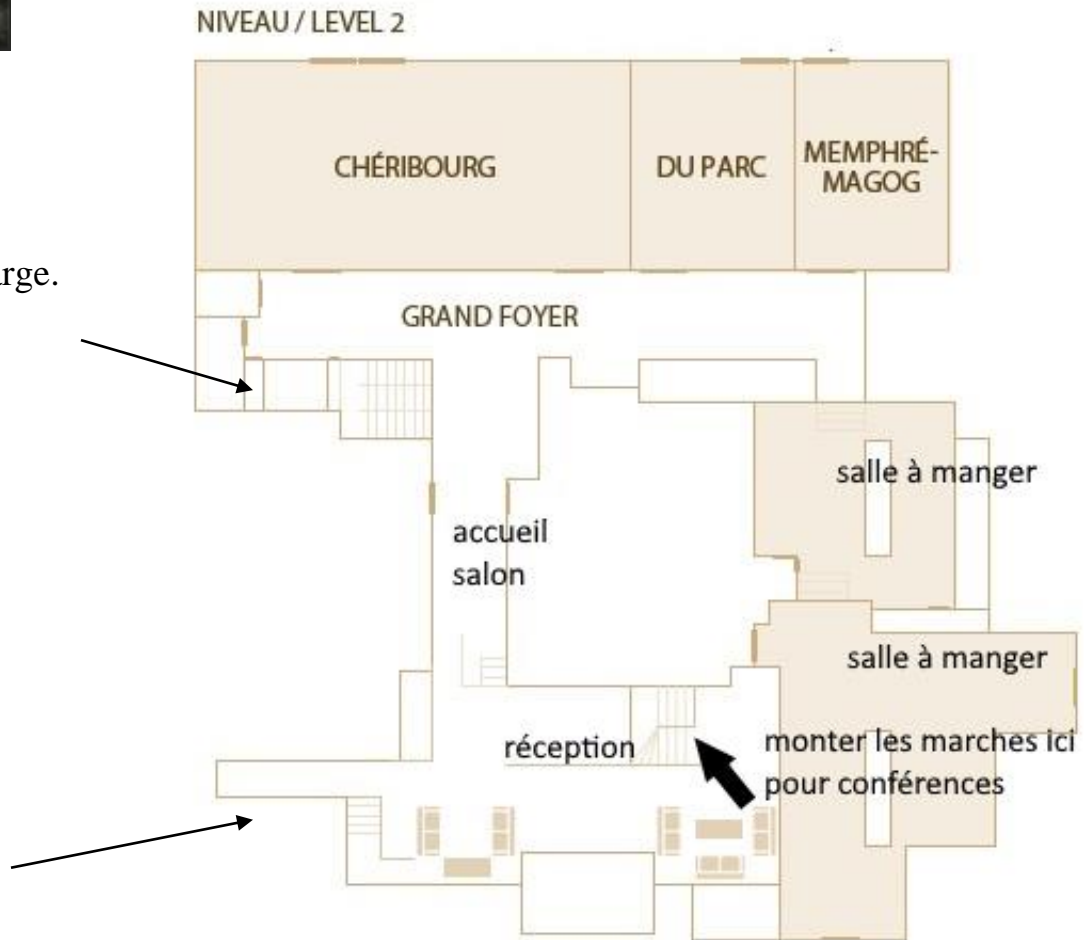 NIVEAU / LEVEL 2
CHÉRIBOURG
DU PARC
MEMPHRÉ-
MAGOG
arge.
GRAND FOYER
salle à manger
accueil
salon
salle à manger
réception
monter les marches ici
pour conférences